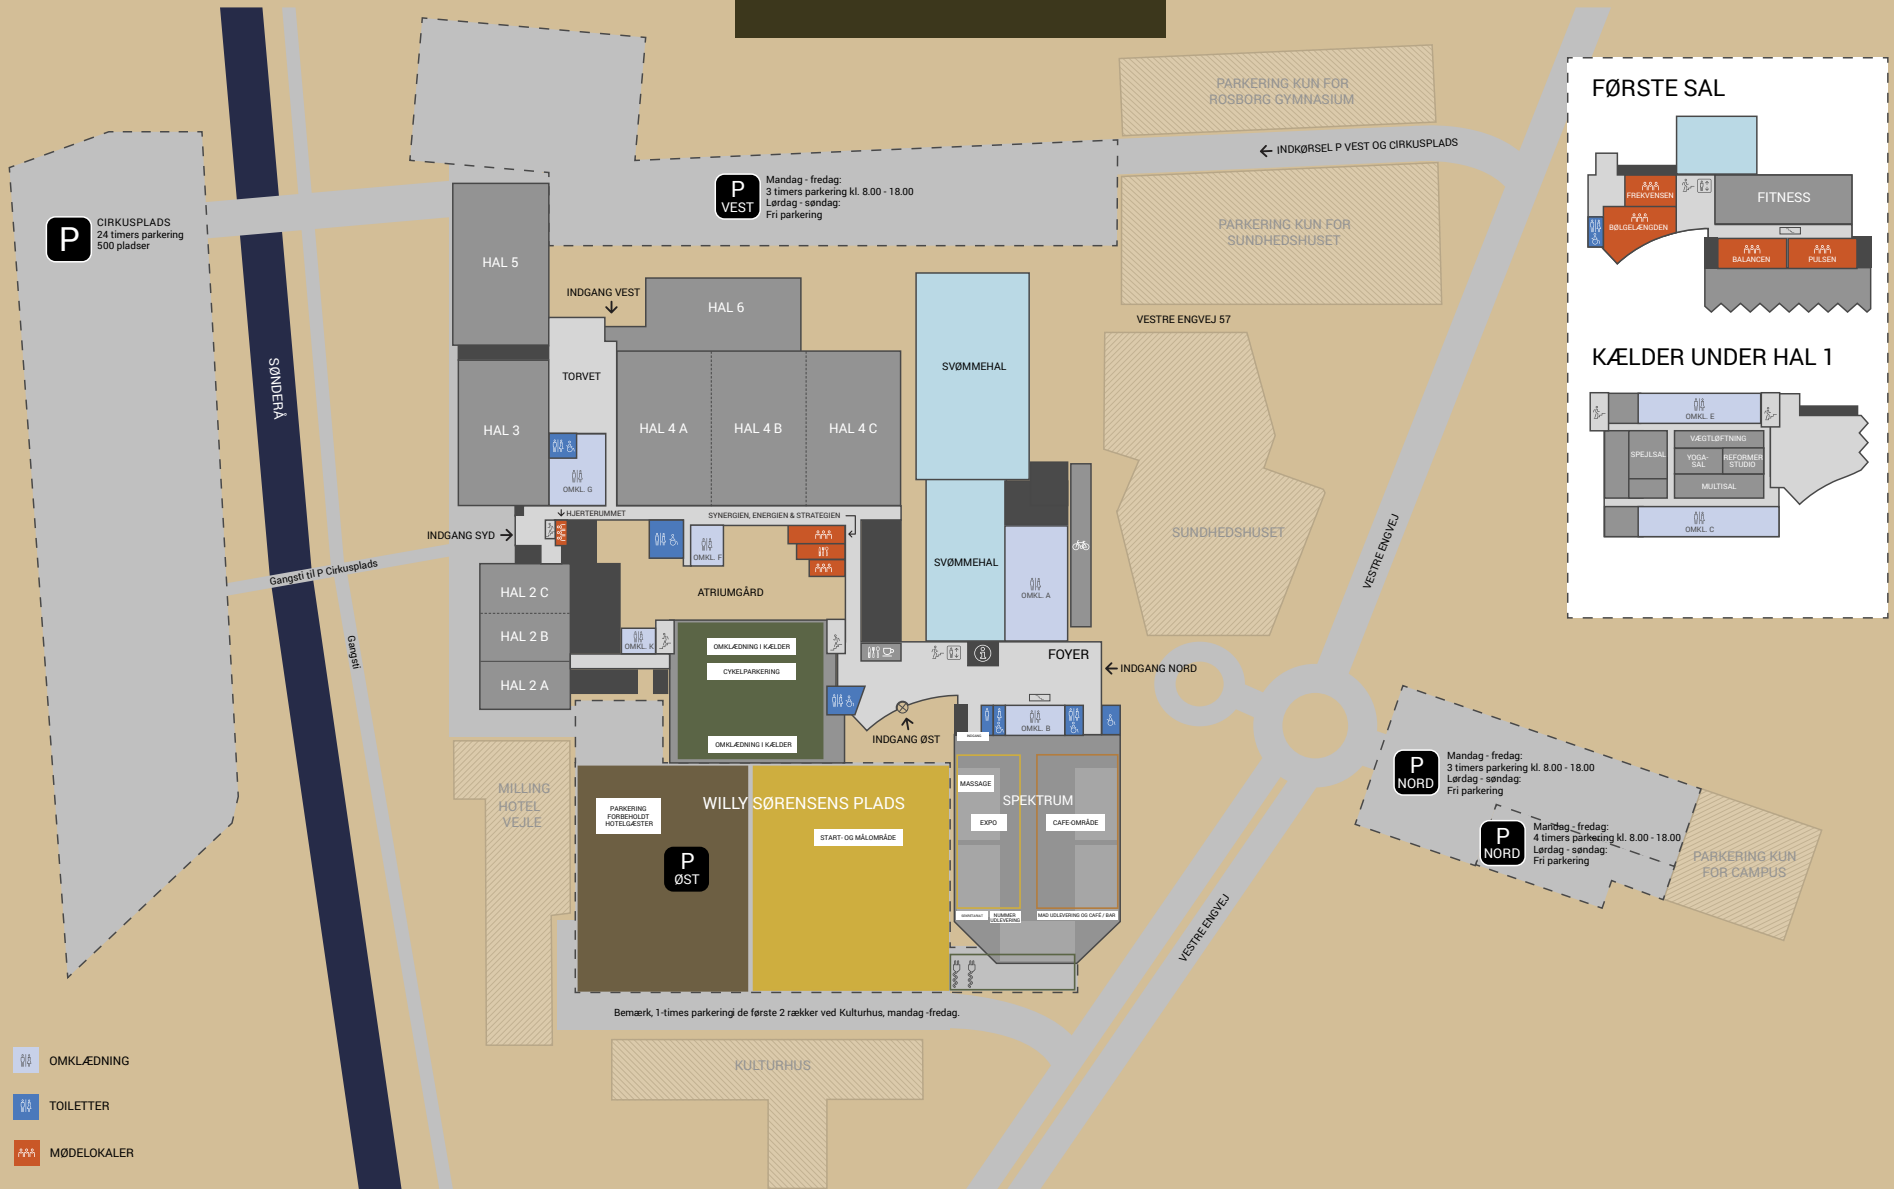 PARKERING KUN FOR
ROSBORG GYMNASIUM
INDKØRSEL P VEST OG CIRKUSPLADS
P
VEST
Mandag - fredag:
3 timers parkering kl. 8.00 - 18.00
Lørdag - søndag:
Fri parkering
PARKERING KUN FOR
SUNDHEDSHUSET
P
CIRKUSPLADS
24 timers parkering
500 pladser
SØNDERÅ
HAL 5
INDGANG VEST
HAL 6
SVØMMEHAL
VESTRE ENGVEJ 57
TORVET
HAL 3
HAL 4 A
HAL 4 B
HAL 4 C
OMKL. G
HJERTERUMMET
SYNERGIEN, ENERGIEN & STRATEGIEN
INDGANG SYD
OMKL. F
SVØMMEHAL
OMKL. A
SUNDHEDSHUSET
VESTRE ENGVEJ
Gangsti til P Cirkusplads
Gangsti
HAL 2 C
HAL 2 B
HAL 2 A
ATRIUMGÅRD
OMKL. K
OMKLÆDNING I KÆLDER
CYKELPARKERING
OMKLÆDNING I KÆLDER
FOYER
INDGANG NORD
INDGANG ØST
OMKL. B
INDGANG
MILLING
HOTEL
VEJLE
PARKERING
FORBEHOLDT
HOTELGÆSTER
WILLY SØRENSENS PLADS
START- OG MÅLOMRÅDE
P
ØST
MASSAGE
SPEKTRUM
EXPO
CAFE-OMRÅDE
NUMMER
UDLEVERING
MAD UDLEVERING OG CAFÉ / BAR
P
NORD
Mandag - fredag:
3 timers parkering kl. 8.00 - 18.00
Lørdag - søndag:
Fri parkering
P
NORD
Mandag - fredag:
4 timers parkering kl. 8.00 - 18.00
Lørdag - søndag:
Fri parkering
PARKERING KUN
FOR CAMPUS
VESTRE ENGVEJ
Bemærk, 1-times parkering i de første 2 rækker ved Kulturhus, mandag -fredag.
KULTURHUS
OMKLÆDNING
TOILETTER
MØDELOKALER
FØRSTE SAL
FREKVENSEN
BØLGELÆNGDEN
FITNESS
BALANCEN
PULSEN
KÆLDER UNDER HAL 1
OMKL. E
SPEJLSAL
VÆGTLØFTNING
YOGA-
SAL
REFORMER
STUDIO
MULTISAL
OMKL. C